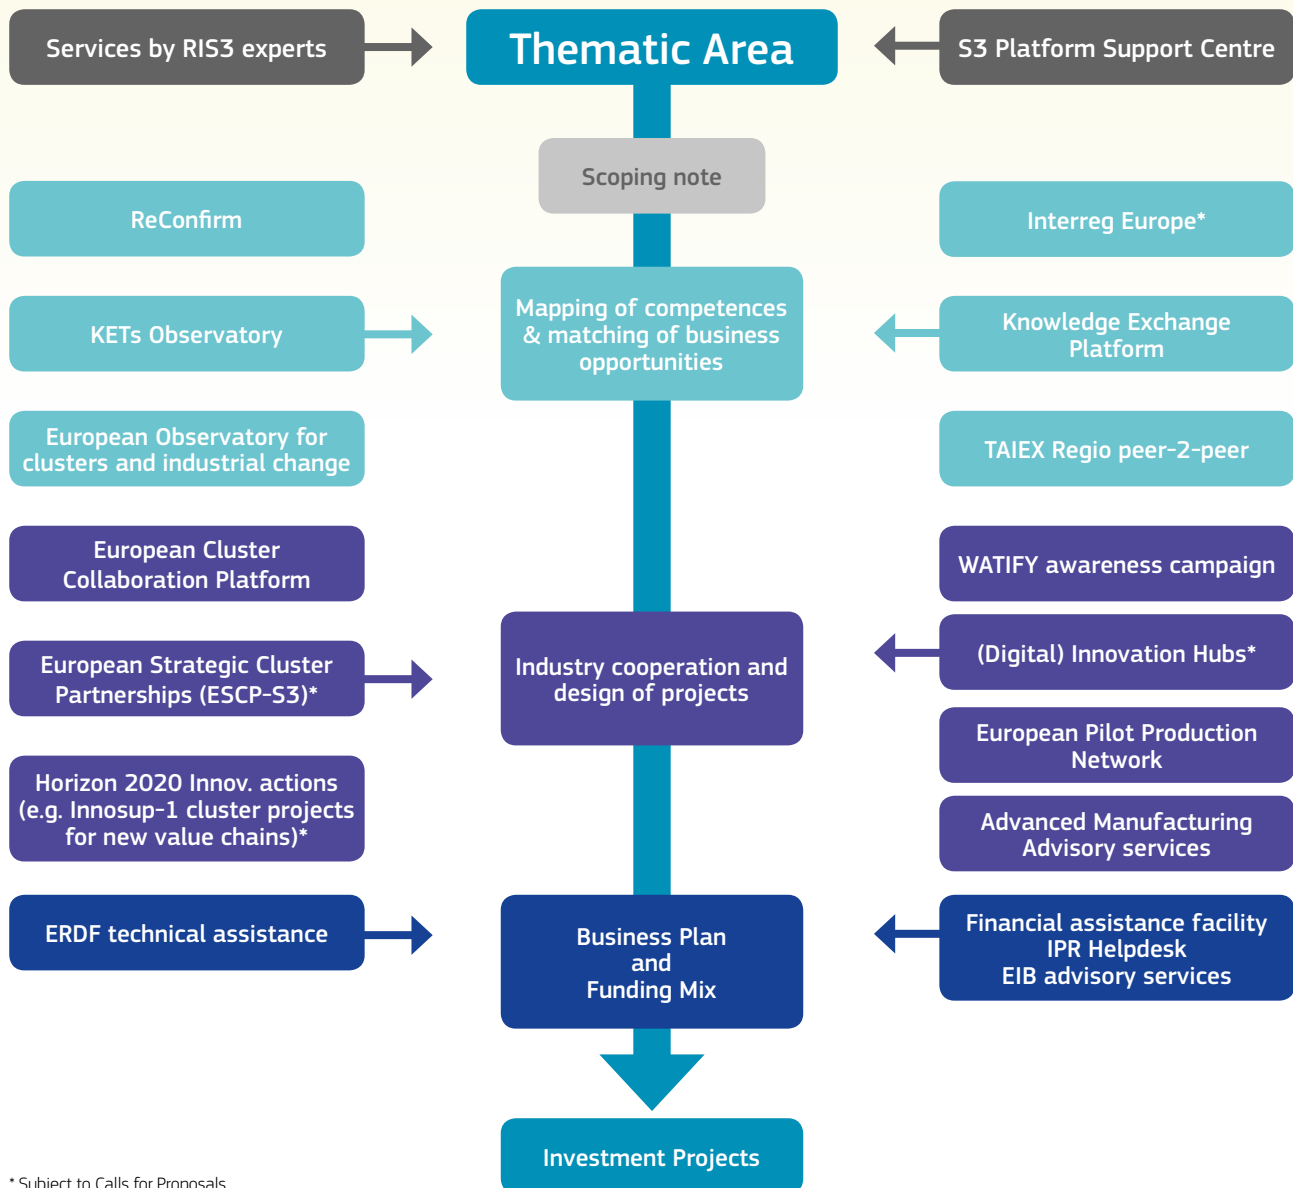 Services by RIS3 experts
Thematic Area
S3 Platform Support Centre
Scoping note
ReConfirm
Interreg Europe*
Mapping of competences
& matching of business
opportunities
KETs Observatory
Knowledge Exchange
Platform
European Observatory for
clusters and industrial change
TAIEX Regio peer-2-peer
European Cluster
Collaboration Platform
WATIFY awareness campaign
European Strategic Cluster
Partnerships (ESCP-S3)*
Industry cooperation and
design of projects
(Digital) Innovation Hubs*
European Pilot Production
Network
Horizon 2020 Innov. actions
(e.g. Innosup-1 cluster projects
for new value chains)*
Advanced Manufacturing
Advisory services
ERDF technical assistance
Business Plan
and
Funding Mix
Financial assistance facility
IPR Helpdesk
EIB advisory services
Investment Projects
* Subject to Calls for Proposals